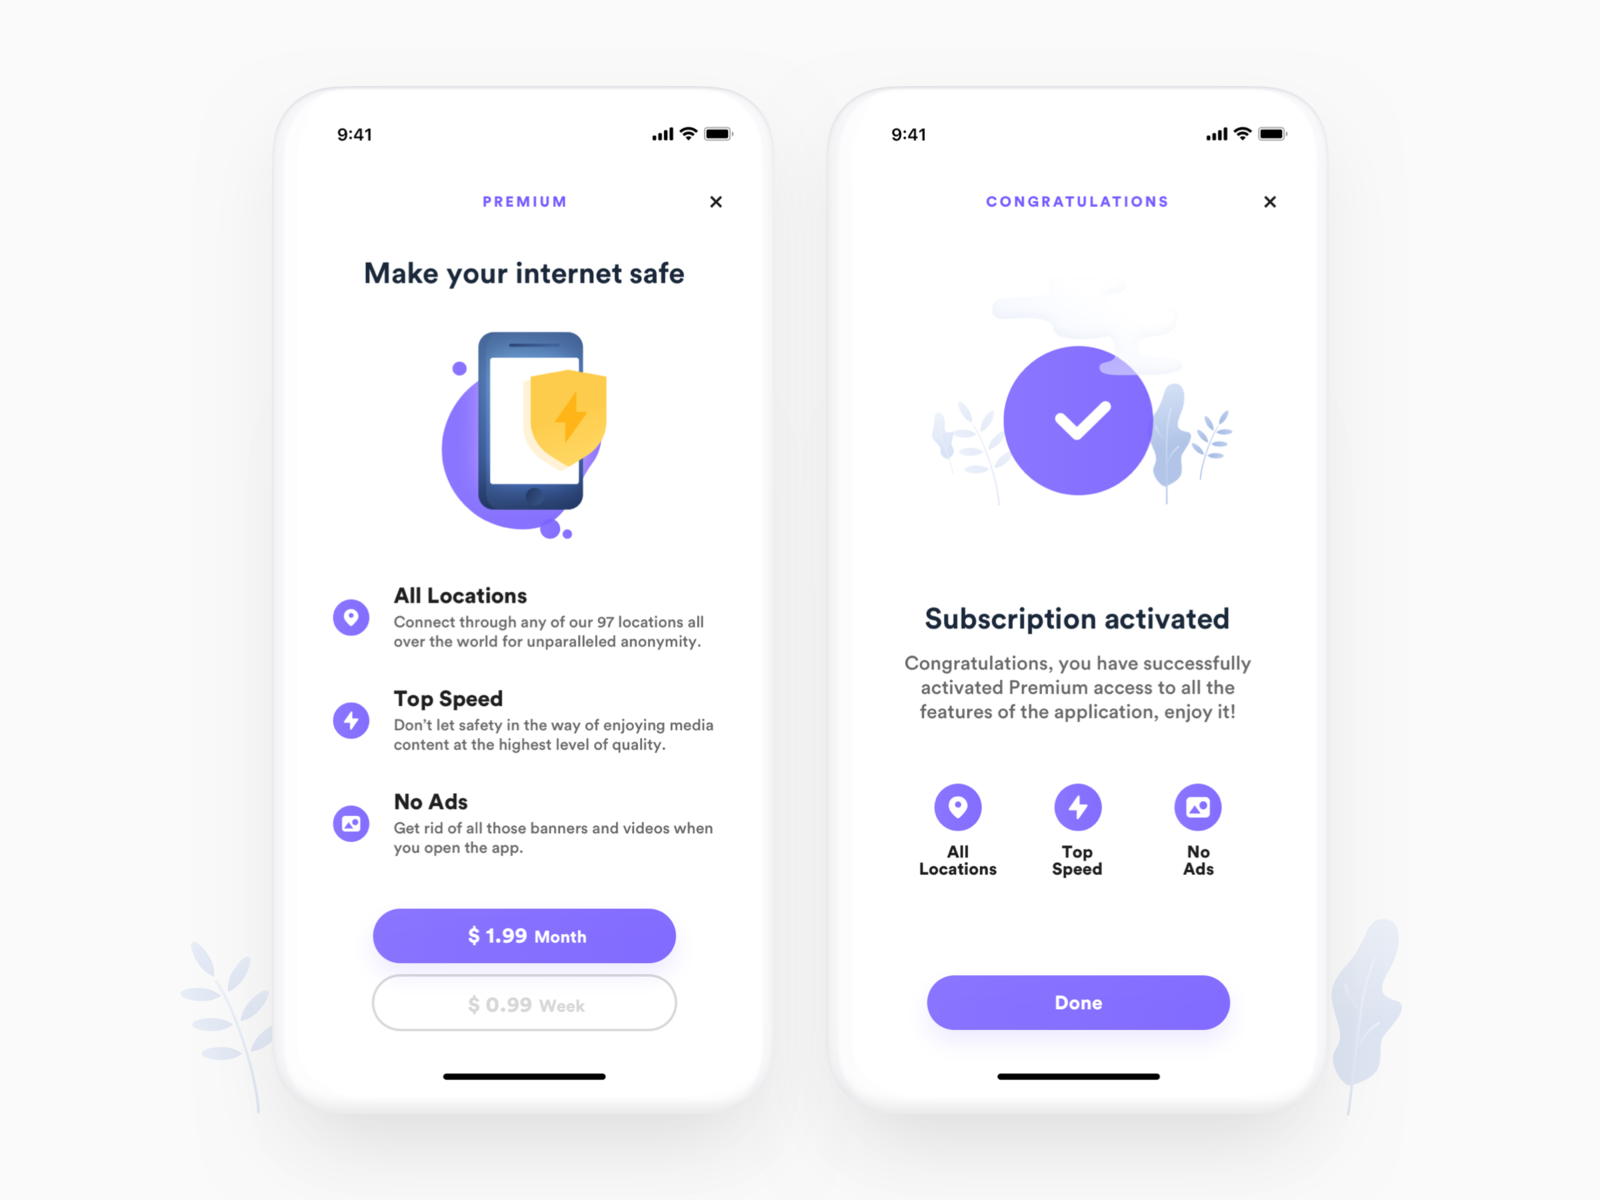 9:41
PREMIUM
Make your internet safe
All Locations
Connect through any of our 97 locations all
over the world for unparalleled anonymity.
Top Speed
Don't let safety in the way of enjoying media
content at the highest level of quality.
No Ads
Get rid of all those banners and videos when
you open the app.
$ 1.99 Month
$ 0.99 Week
9:41
CONGRATULATIONS
Subscription activated
Congratulations, you have successfully
activated Premium access to all the
features of the application, enjoy it!
All
Locations
Top
Speed
No
Ads
Done